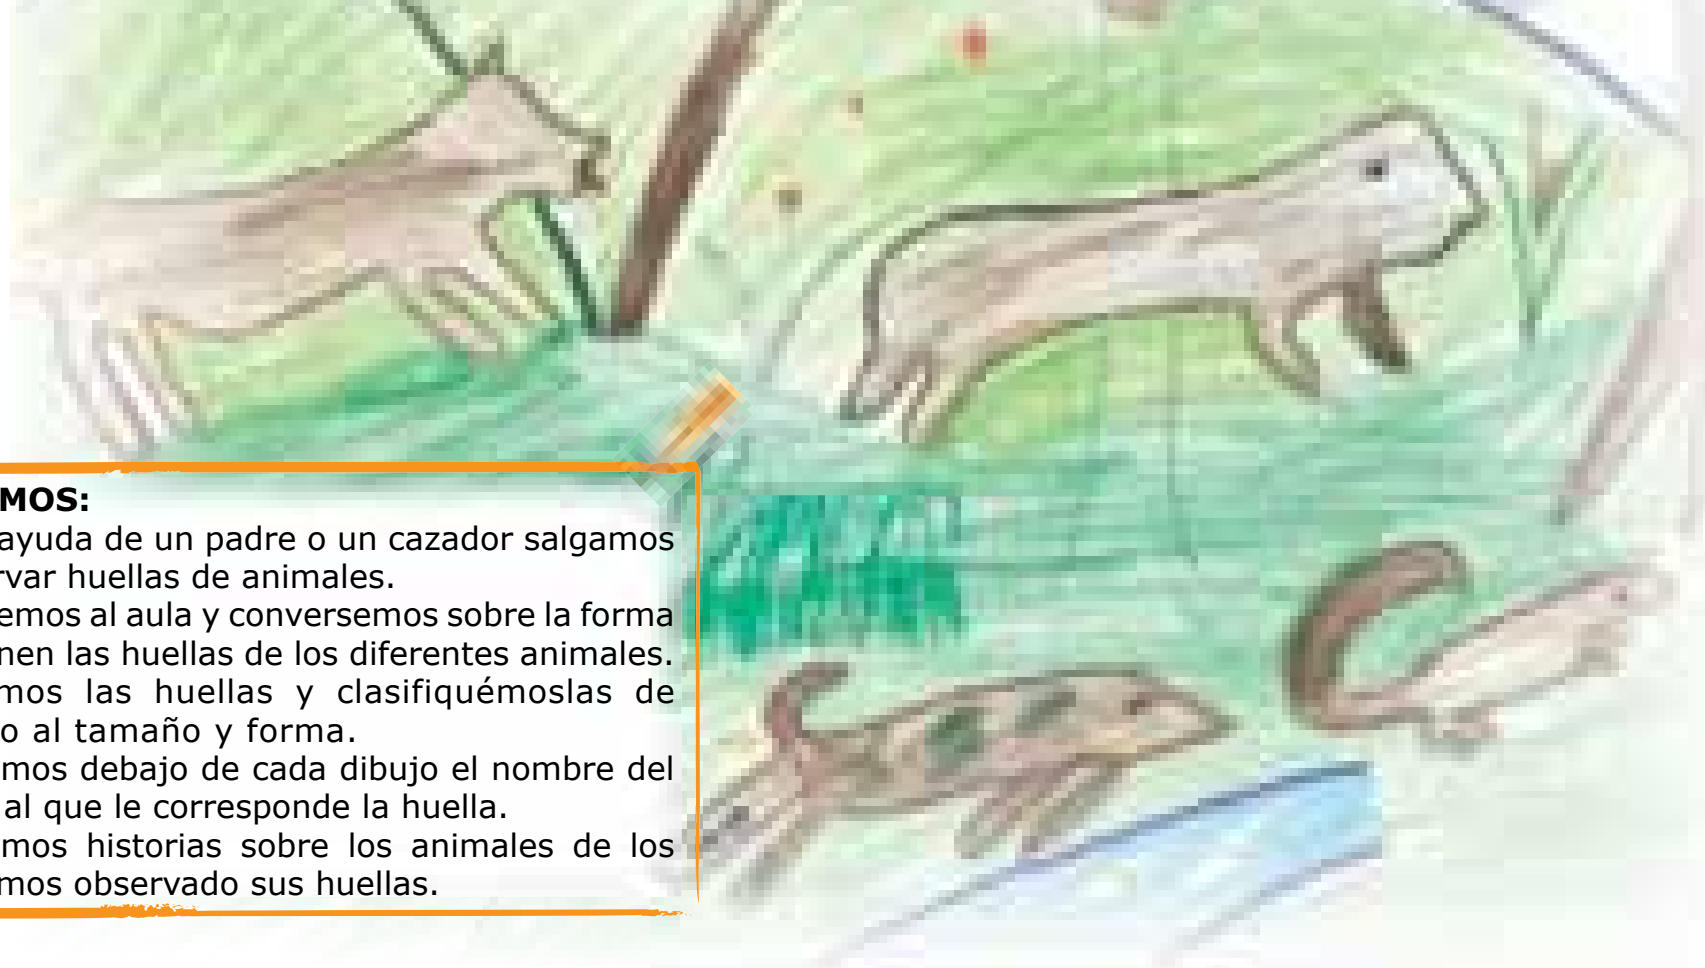 MOS:
ayuda de un padre o un cazador salgamos
rvar huellas de animales.
emos al aula y conversemos sobre la forma
nen las huellas de los diferentes animales.
mos las huellas y clasifiquémoslas de
o al tamaño y forma.
mos debajo de cada dibujo el nombre del
al que le corresponde la huella.
mos historias sobre los animales de los
mos observado sus huellas.